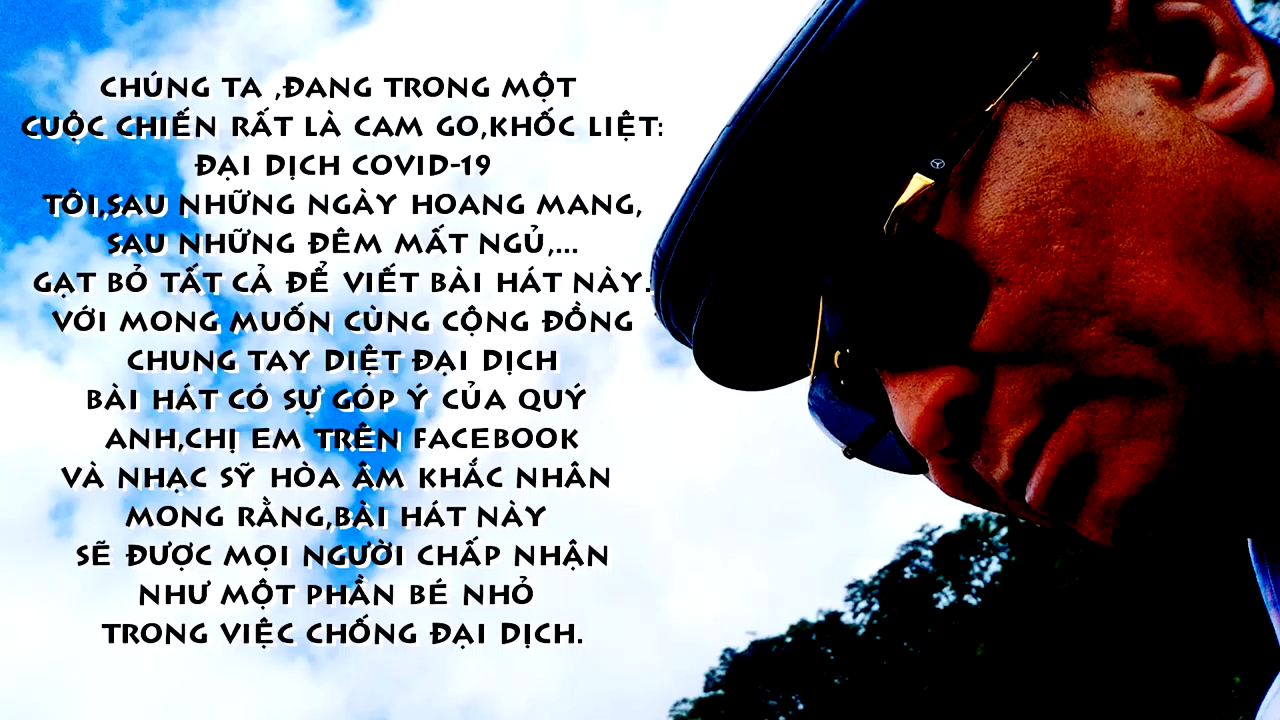 CHÚNG TA ,ĐANG TRONG MỘT
CUỘC CHIẾN RẤT LÀ CAM GO,KHỐC LIỆT:
ĐẠI DỊCH COVID-19
TÔI,SAU NHỮNG NGÀY HOANG MANG,
SAU NHỮNG ĐÊM MẤT NGỦ,...
GẠT BỎ TẤT CẢ ĐỂ VIẾT BÀI HÁT NÀY.
VỚI MONG MUỐN CÙNG CỘNG ĐỒNG
CHUNG TAY DIỆT ĐẠI DỊCH
BÀI HÁT CÓ SỰ GÓP Ý CỦA QUÝ
ANH,CHỊ EM TRÊN FACEBOOK
VÀ NHẠC SỸ HÒA ÂM KHẮC NHÂN
MONG RẰNG,BÀI HÁT NÀY
SẼ ĐƯỢC MỌI NGƯỜI CHẤP NHẬN
NHƯ MỘT PHẦN BÉ NHỎ
TRONG VIỆC CHỐNG ĐẠI DỊCH.